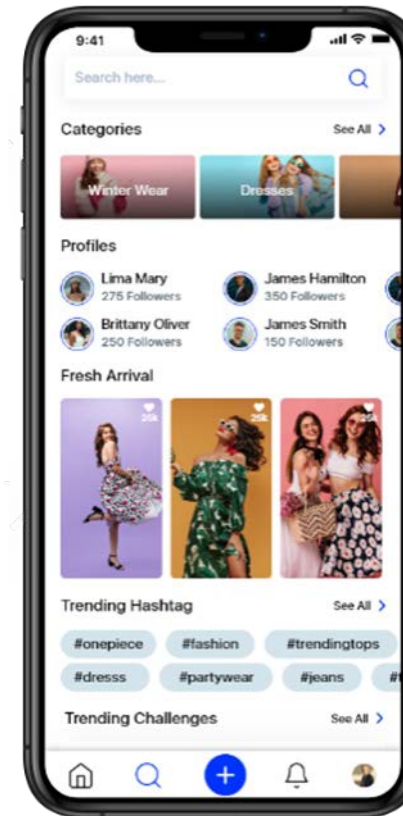 9:41
Search here...
Categories See All
Winter Wear Dresses
Profiles
Lima Mary James Hamilton
275 Followers 350 Followers
Brittany Oliver James Smith
250 Followers 150 Followers
Fresh Arrival
25k 25k 25k
Trending Hashtag See All
#onepiece #fashion #trendingtops
#dresss #partywear #jeans
Trending Challenges See All